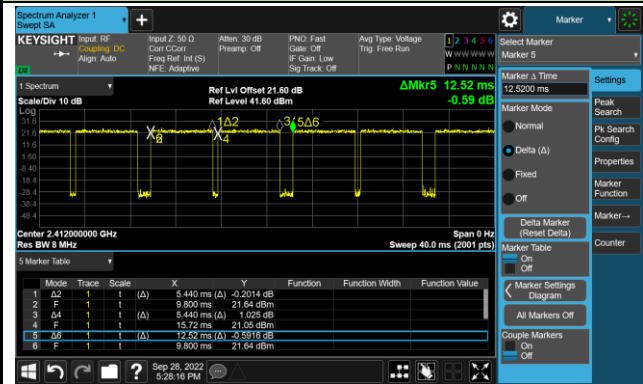 Spectrum Analyzer 1
Swept SA
Marker
KEYSIGHT
Input: RF
Coupling: DC
Align: Auto
Input Z: 50 Ω
Corr CCorr
Freq Ref: Int (S)
NFE: Adaptive
Atten: 30 dB
Preamp: Off
PNO: Fast
Gate: Off
IF Gain: Low
Sig Track: Off
Avg Type: Voltage
Trig: Free Run
1 2 3 4 5 6
W W W W W W
P N N N N N
LW
Select Marker
Marker 5
1 Spectrum
Scale/Div 10 dB
Log
Ref Lvl Offset 21.60 dB
Ref Level 41.60 dBm
ΔMkr5 12.52 ms
-0.59 dB
31.6
21.6
11.6
1.60
-8.40
-18.4
-28.4
-38.4
-48.4
1Δ2
3/5Δ6
4
Center 2.412000000 GHz
Res BW 8 MHz
Span 0 Hz
Sweep 40.0 ms (2001 pts)
5 Marker Table
Mode Trace Scale X Y Function Function Width Function Value
1 Δ2 1 t (Δ) 5.440 ms (Δ) -0.2014 dB
2 F 1 t 9.800 ms 21.64 dBm
3 Δ4 1 t (Δ) 5.440 ms (Δ) 1.025 dB
4 F 1 t 15.72 ms 21.05 dBm
5 Δ6 1 t (Δ) 12.52 ms (Δ) -0.5916 dB
6 F 1 t 9.800 ms 21.64 dBm
Marker Δ Time
12.5200 ms
Marker Mode
Normal
Delta (Δ)
Fixed
Off
Delta Marker
(Reset Delta)
Marker Table
On
Off
Marker Settings
Diagram
All Markers Off
Couple Markers
On
Off
Settings
Peak
Search
Pk Search
Config
Properties
Marker
Function
Marker→
Counter
?
Sep 28, 2022
5:28:16 PM